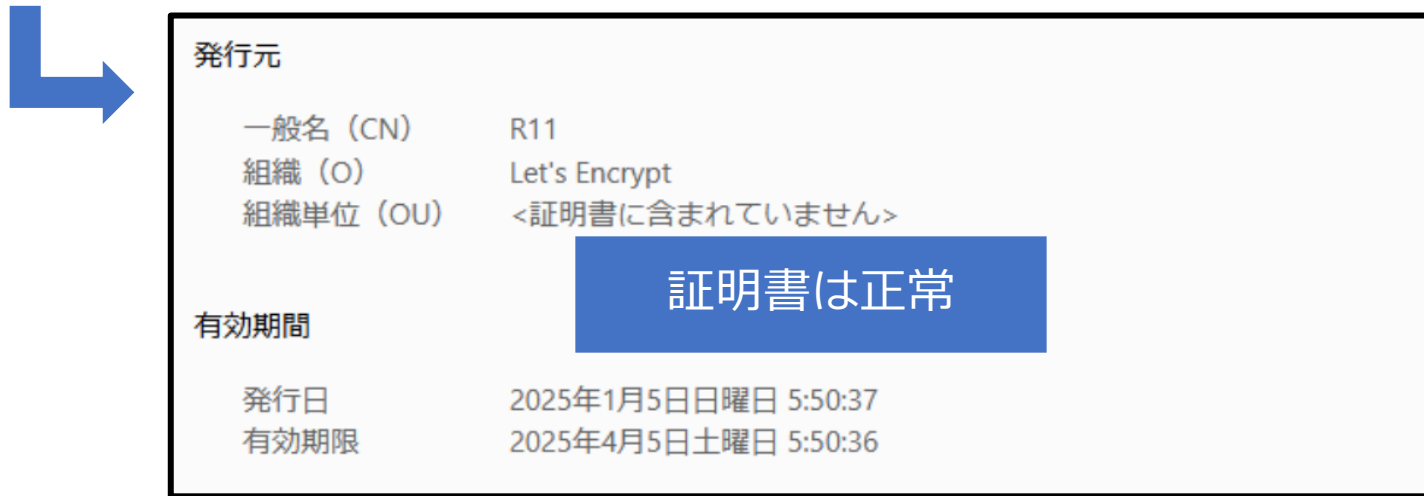 発行元
一般名（CN） R11
組織（O） Let's Encrypt
組織単位（OU） <証明書に含まれていません>
証明書は正常
有効期間
発行日 2025年1月5日日曜日 5:50:37
有効期限 2025年4月5日土曜日 5:50:36